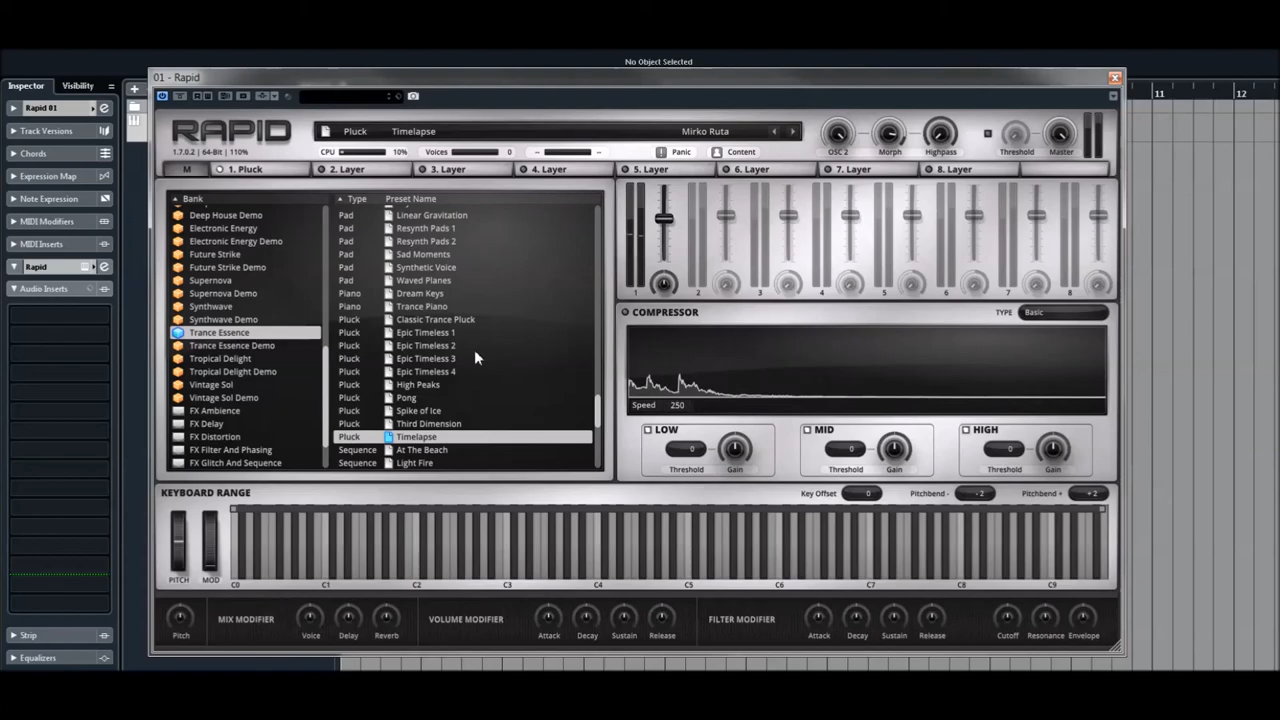 No Object Selected
01 - Rapid
Inspector Visibility
Rapid 01
Track Versions
Chords
Expression Map
Note Expression
MIDI Modifiers
MIDI Inserts
Rapid
Audio Inserts
Strip
Equalizers
11 12
RAPID
1.7.0.2 | 64-Bit | 110%
Pluck Timelapse Mirko Ruta
CPU 10% Voices 0 -- -- Panic Content
OSC 2 Morph Highpass Threshold Master
M 1. Pluck 2. Layer 3. Layer 4. Layer 5. Layer 6. Layer 7. Layer 8. Layer
Bank Type Preset Name
Deep House Demo Pad Linear Gravitation
Electronic Energy Pad Resynth Pads 1
Electronic Energy Demo Pad Resynth Pads 2
Future Strike Pad Sad Moments
Future Strike Demo Pad Synthetic Voice
Supernova Pad Waved Planes
Supernova Demo Piano Dream Keys
Synthwave Piano Trance Piano
Synthwave Demo Pluck Classic Trance Pluck
Trance Essence Pluck Epic Timeless 1
Trance Essence Demo Pluck Epic Timeless 2
Tropical Delight Pluck Epic Timeless 3
Tropical Delight Demo Pluck Epic Timeless 4
Vintage Sol Pluck High Peaks
Vintage Sol Demo Pluck Pong
FX Ambience Pluck Spike of Ice
FX Delay Pluck Third Dimension
FX Distortion Pluck Timelapse
FX Filter And Phasing Sequence At The Beach
FX Glitch And Sequence Sequence Light Fire
1 2 3 4 5 6 7 8
COMPRESSOR TYPE Basic
Speed 250
LOW MID HIGH
0 0 0
Threshold Gain Threshold Gain Threshold Gain
KEYBOARD RANGE Key Offset 0 Pitchbend - -2 Pitchbend + +2
PITCH MOD C0 C1 C2 C3 C4 C5 C6 C7 C8 C9
MIX MODIFIER VOLUME MODIFIER FILTER MODIFIER
Pitch Voice Delay Reverb Attack Decay Sustain Release Attack Decay Sustain Release Cutoff Resonance Envelope